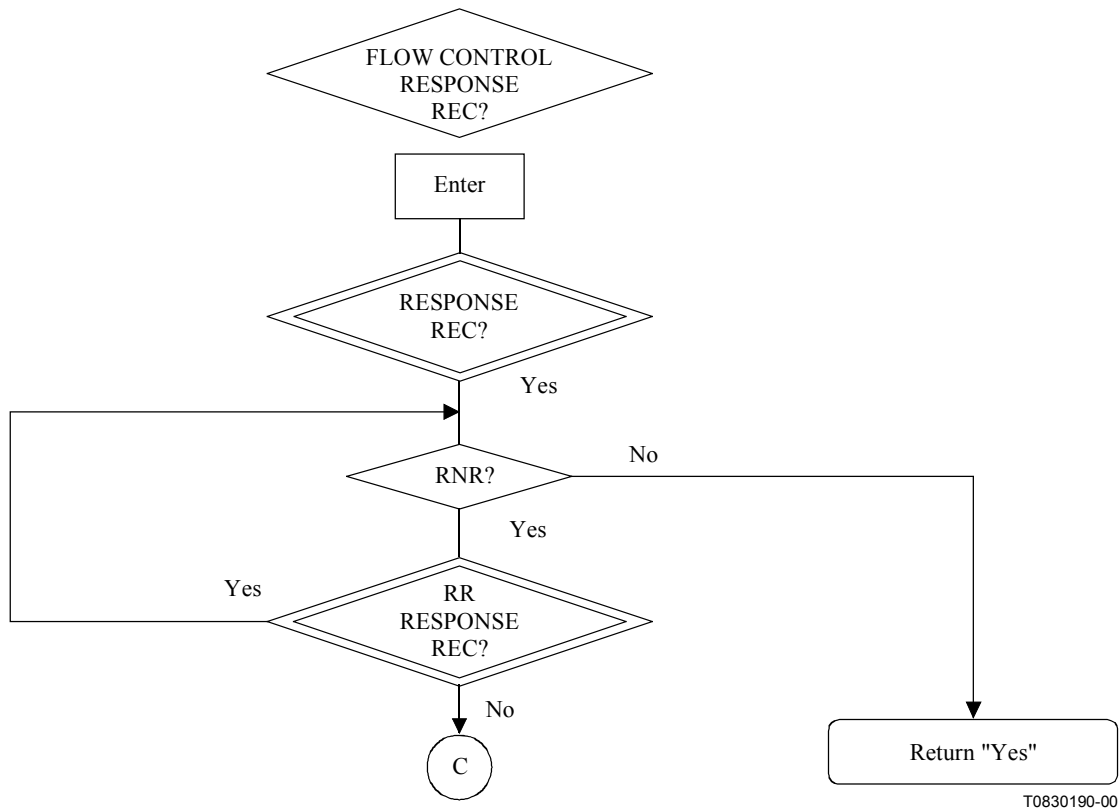 FLOW CONTROL
RESPONSE
REC?
Enter
RESPONSE
REC?
Yes
RNR?
No
Yes
Yes
RR
RESPONSE
REC?
No
C
Return "Yes"
T0830190-00